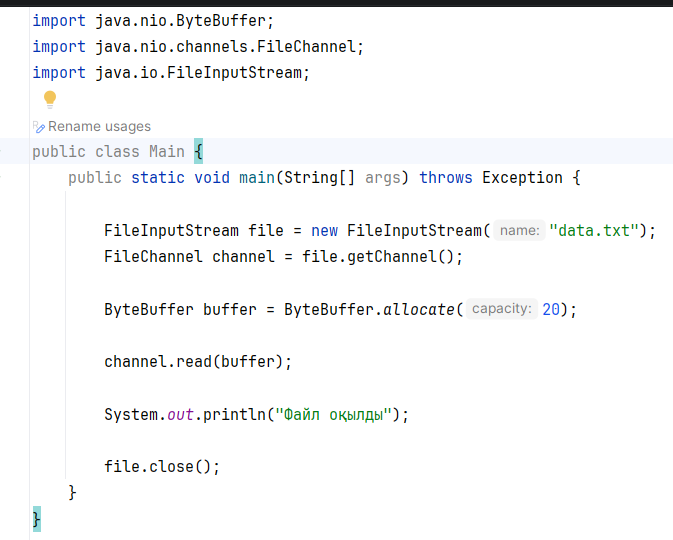 import java.nio.ByteBuffer;
import java.nio.channels.FileChannel;
import java.io.FileInputStream;
Rename usages
public class Main {
public static void main(String[] args) throws Exception {
FileInputStream file = new FileInputStream( name: "data.txt");
FileChannel channel = file.getChannel();
ByteBuffer buffer = ByteBuffer.allocate( capacity: 20);
channel.read(buffer);
System.out.println("Файл оқылды");
file.close();
}
}